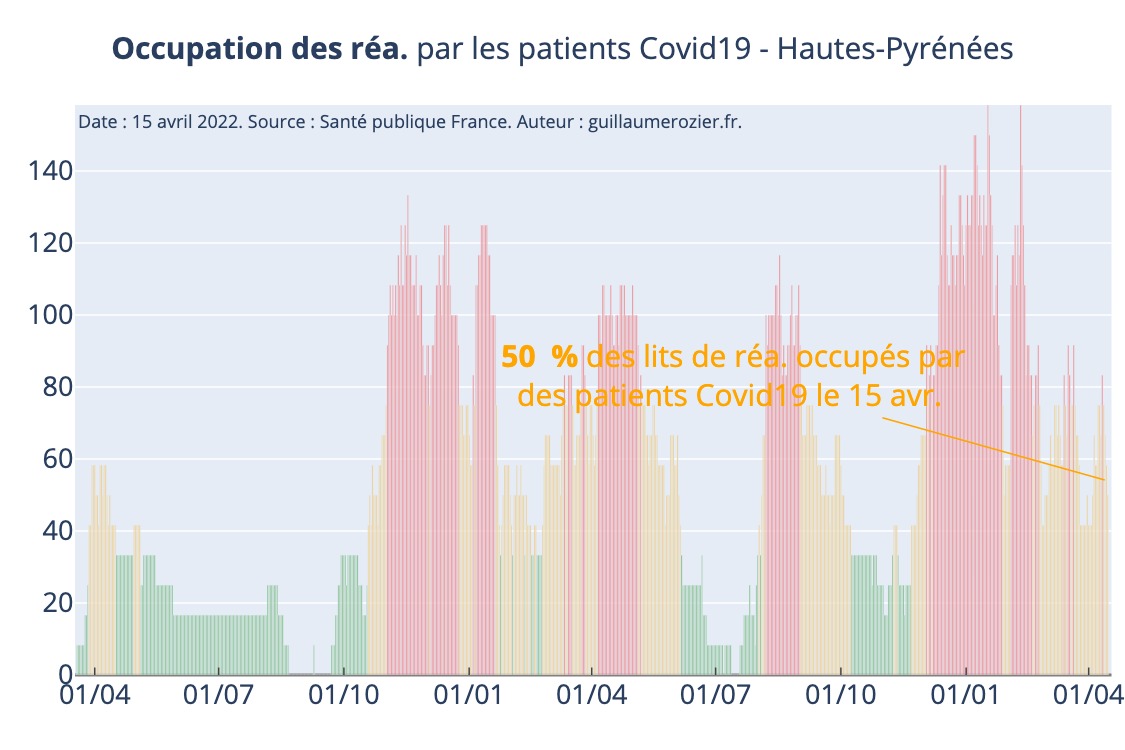 Occupation des réa. par les patients Covid19 - Hautes-Pyrénées
Date : 15 avril 2022. Source : Santé publique France. Auteur : guillaumerozier.fr.
140
120
100
50 % des lits de réa. occupés par
des patients Covid19 le 15 avr.
80
60
40
20
0
01/04 01/07 01/10 01/01 01/04 01/07 01/10 01/01 01/04